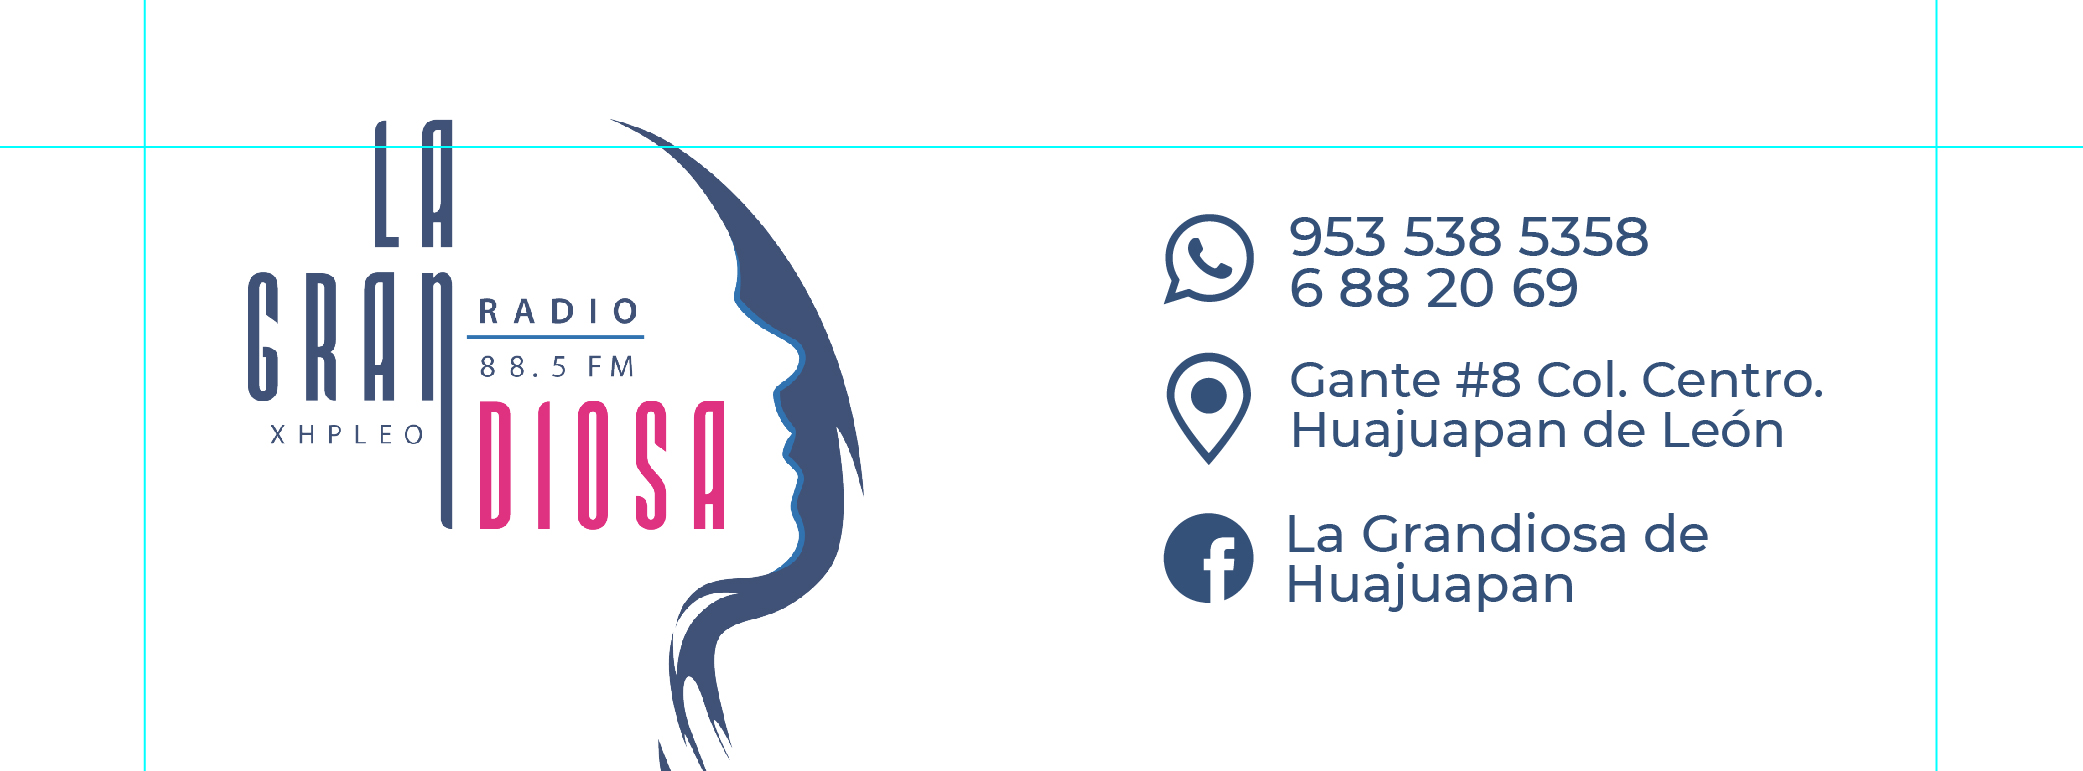 LA
GRAN
RADIO
88.5 FM
XHPLEO
DIOSA
953 538 5358
6 88 20 69
Gante #8 Col. Centro.
Huajuapan de León
La Grandiosa de
Huajuapan